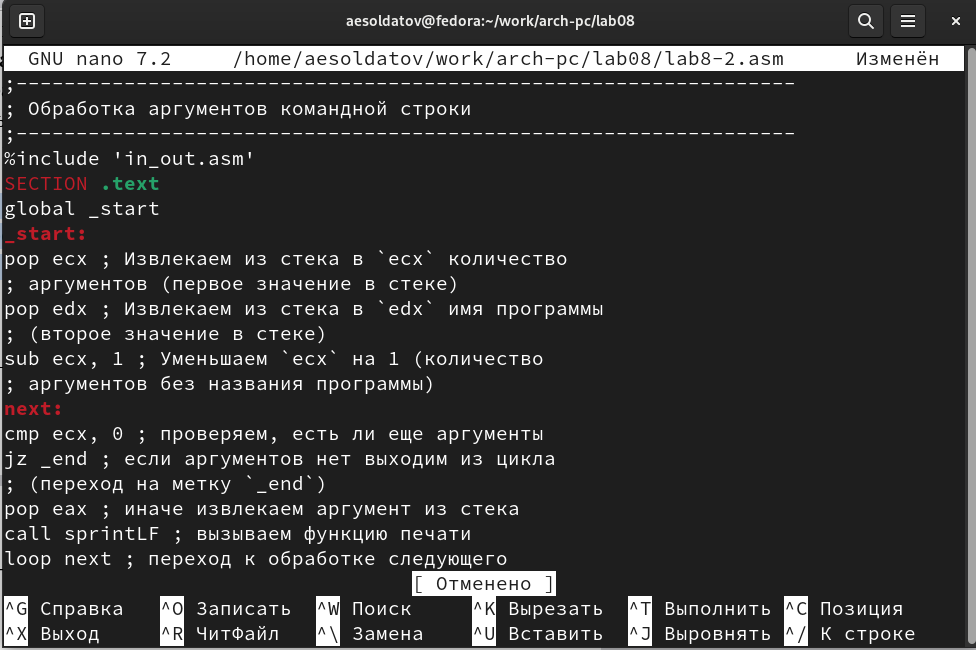 aesoldatov@fedora:~/work/arch-pc/lab08
GNU nano 7.2 /home/aesoldatov/work/arch-pc/lab08/lab8-2.asm Изменён
;-----------------------------------------------------------------
; Обработка аргументов командной строки
;-----------------------------------------------------------------
%include 'in_out.asm'
SECTION .text
global _start
_start:
pop ecx ; Извлекаем из стека в `ecx` количество
; аргументов (первое значение в стеке)
pop edx ; Извлекаем из стека в `edx` имя программы
; (второе значение в стеке)
sub ecx, 1 ; Уменьшаем `ecx` на 1 (количество
; аргументов без названия программы)
next:
cmp ecx, 0 ; проверяем, есть ли еще аргументы
jz _end ; если аргументов нет выходим из цикла
; (переход на метку `_end`)
pop eax ; иначе извлекаем аргумент из стека
call sprintLF ; вызываем функцию печати
loop next ; переход к обработке следующего
[ Отменено ]
^G Справка ^O Записать ^W Поиск ^K Вырезать ^T Выполнить ^C Позиция
^X Выход ^R ЧитФайл ^\ Замена ^U Вставить ^J Выровнять ^/ К строке